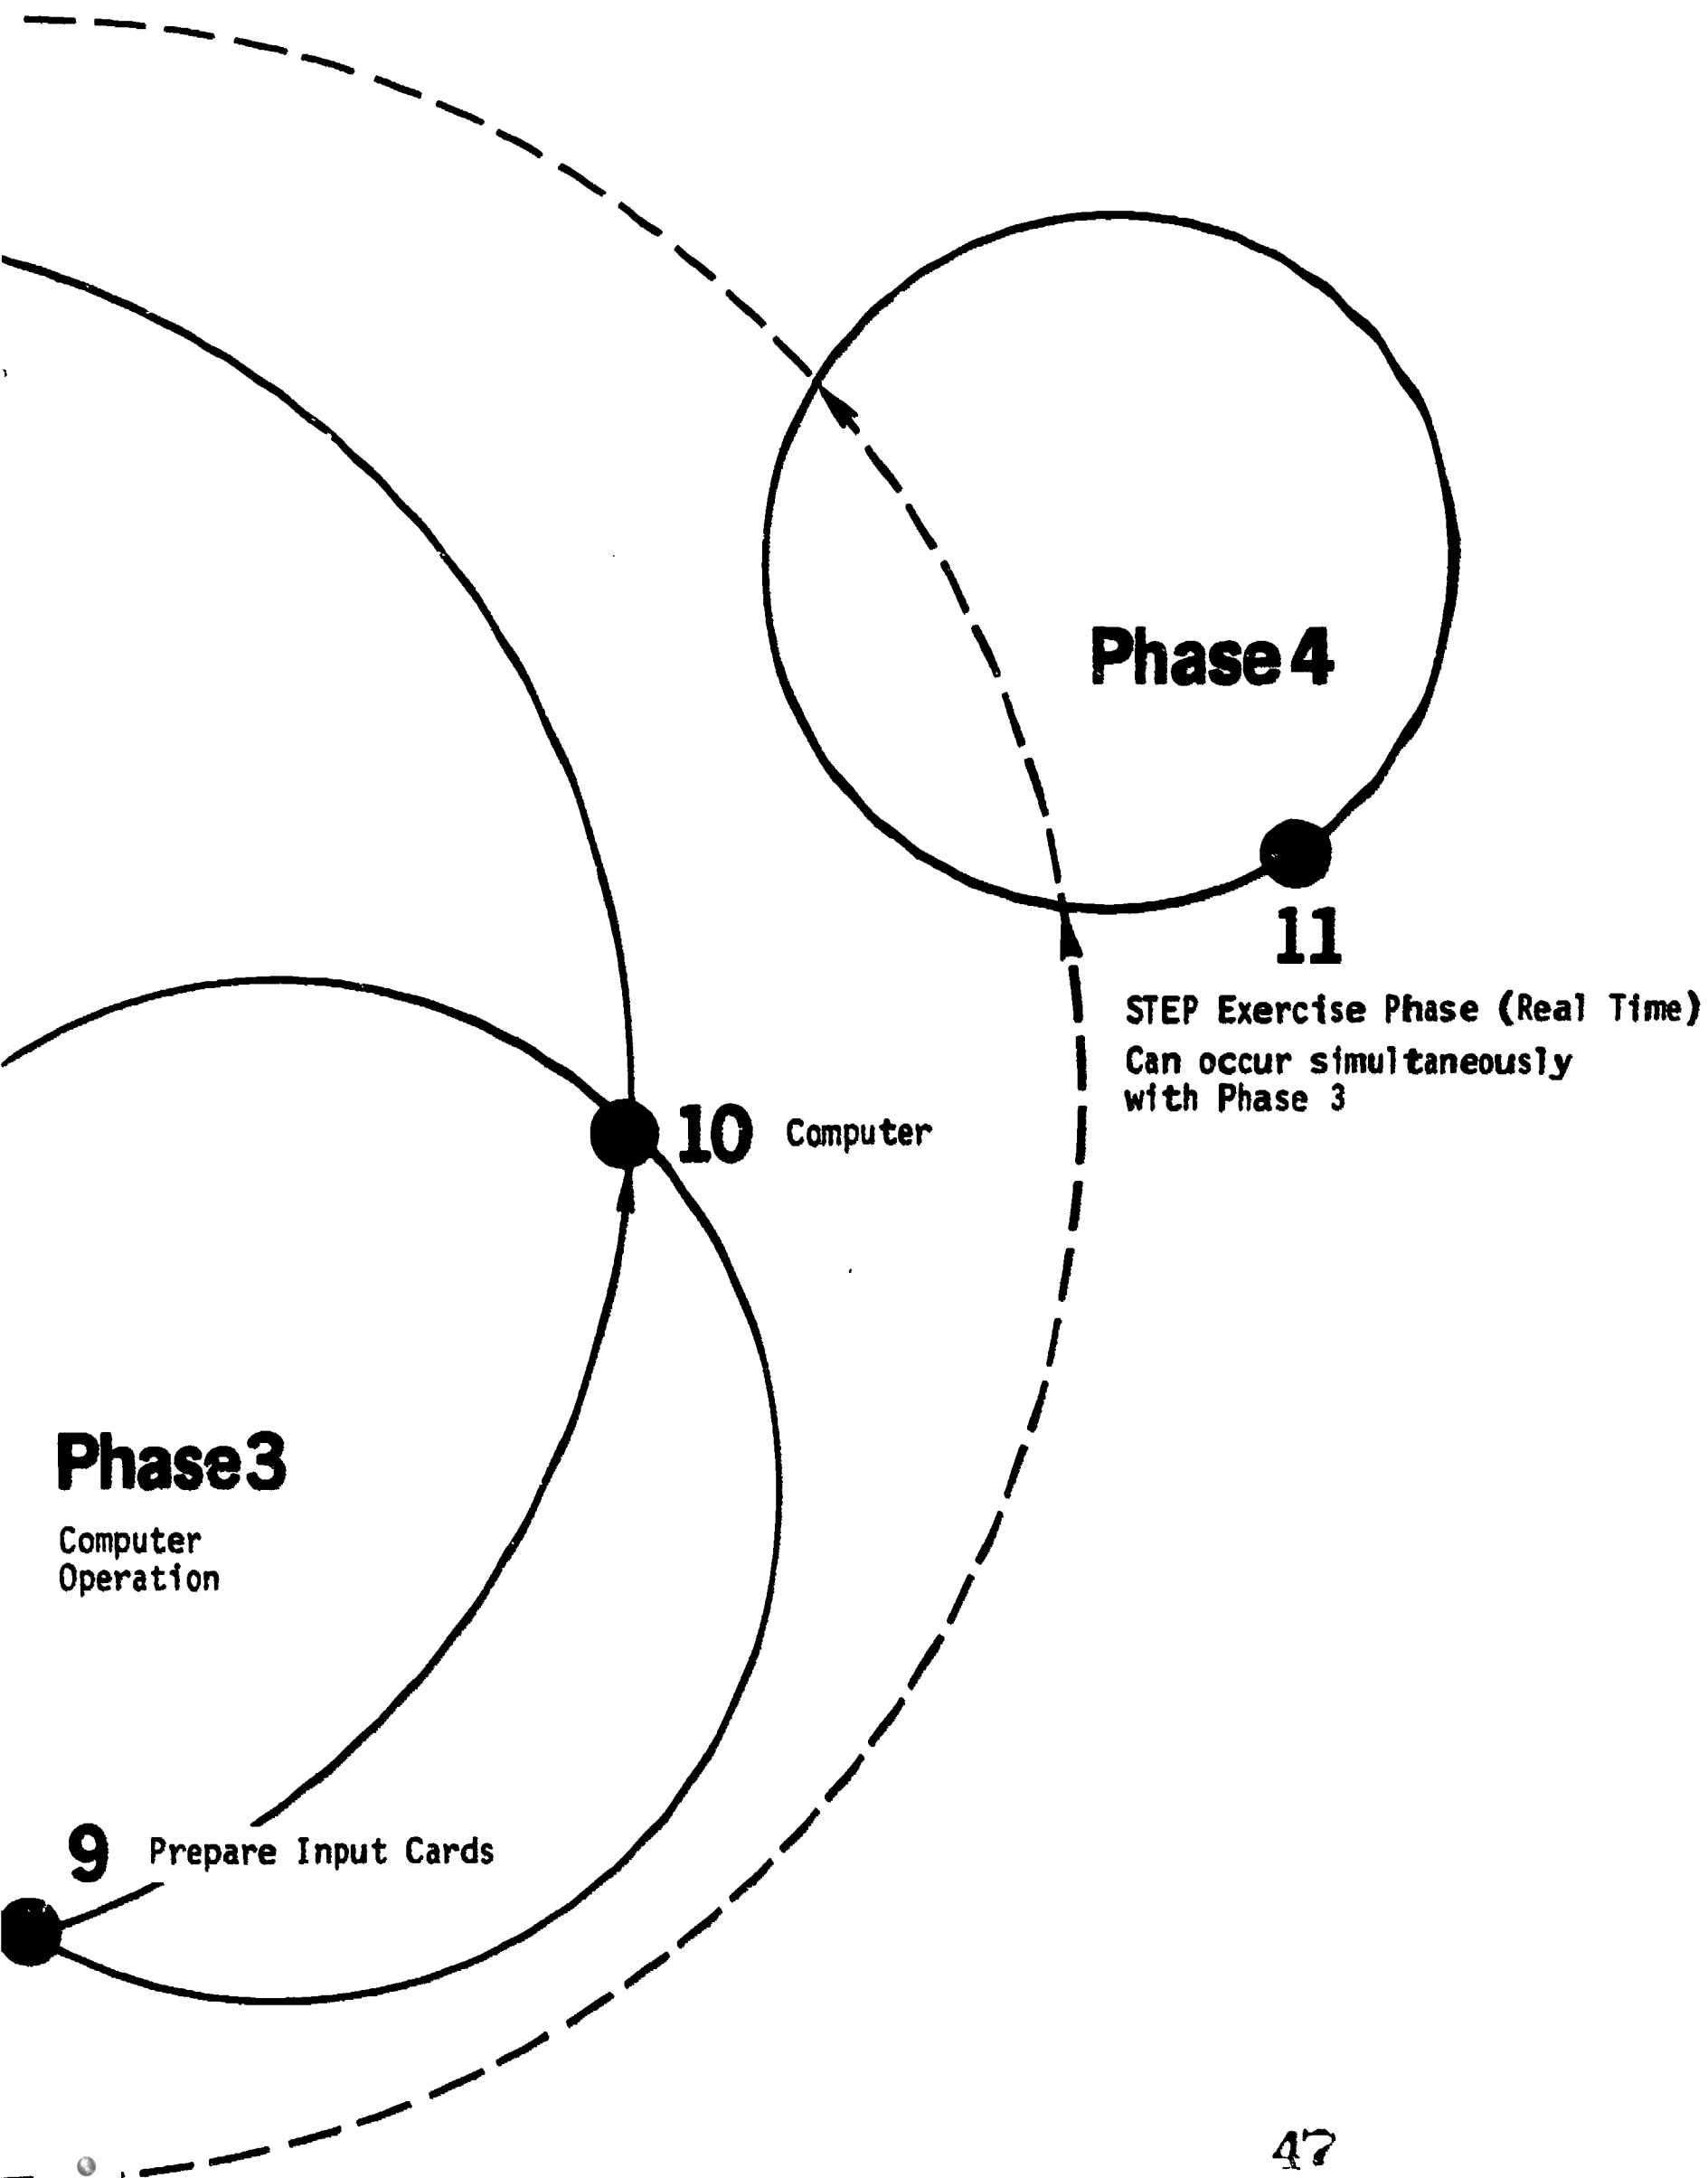 Phase 4
11
STEP Exercise Phase (Real Time)
Can occur simultaneously
with Phase 3
10 Computer
Phase 3
Computer
Operation
9 Prepare Input Cards
47